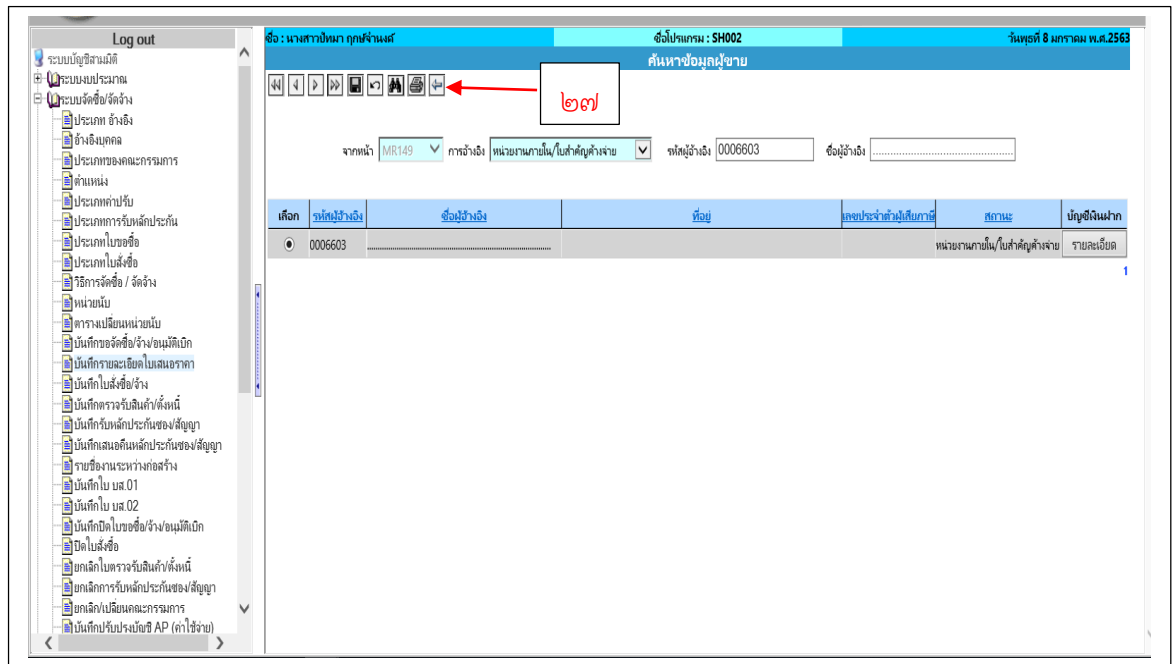 Log out
ระบบบัญชีสามมิติ
ระบบงบประมาณ
ระบบจัดซื้อ/จัดจ้าง
ประเภท อ้างอิง
อ้างอิงบุคคล
ประเภทของคณะกรรมการ
ตำแหน่ง
ประเภทค่าปรับ
ประเภทการรับหลักประกัน
ประเภทใบขอซื้อ
ประเภทใบสั่งซื้อ
วิธีการจัดซื้อ / จัดจ้าง
หน่วยนับ
ตารางเปลี่ยนหน่วยนับ
บันทึกขอจัดซื้อ/จ้าง/อนุมัติเบิก
บันทึกรายละเอียดใบเสนอราคา
บันทึกใบสั่งซื้อ/จ้าง
บันทึกตรวจรับสินค้า/ตั้งหนี้
บันทึกรับหลักประกันซอง/สัญญา
บันทึกเสนอคืนหลักประกันซอง/สัญญา
รายชื่องานระหว่างก่อสร้าง
บันทึกใบ บส.01
บันทึกใบ บส.02
บันทึกปิดใบขอซื้อ/จ้าง/อนุมัติเบิก
ปิดใบสั่งซื้อ
ยกเลิกใบตรวจรับสินค้า/ตั้งหนี้
ยกเลิกการรับหลักประกันซอง/สัญญา
ยกเลิก/เปลี่ยนคณะกรรมการ
บันทึกปรับปรุงบัญชี AP (ค่าใช้จ่าย)
ชื่อ : นางสาวปัทมา ฤกษ์จำนงค์ ชื่อโปรแกรม : SH002 วันพุธที่ 8 มกราคม พ.ศ.2563
ค้นหาข้อมูลผู้ขาย
๒๗
จากหน้า MR149 การอ้างอิง หน่วยงานภายใน/ใบสำคัญค้างจ่าย รหัสผู้อ้างอิง 0006603 ชื่อผู้อ้างอิง ................................................
เลือก รหัสผู้อ้างอิง ชื่อผู้อ้างอิง ที่อยู่ เลขประจำตัวผู้เสียภาษี สถานะ บัญชีเงินฝาก
0006603 .............................................................. หน่วยงานภายใน/ใบสำคัญค้างจ่าย รายละเอียด
1